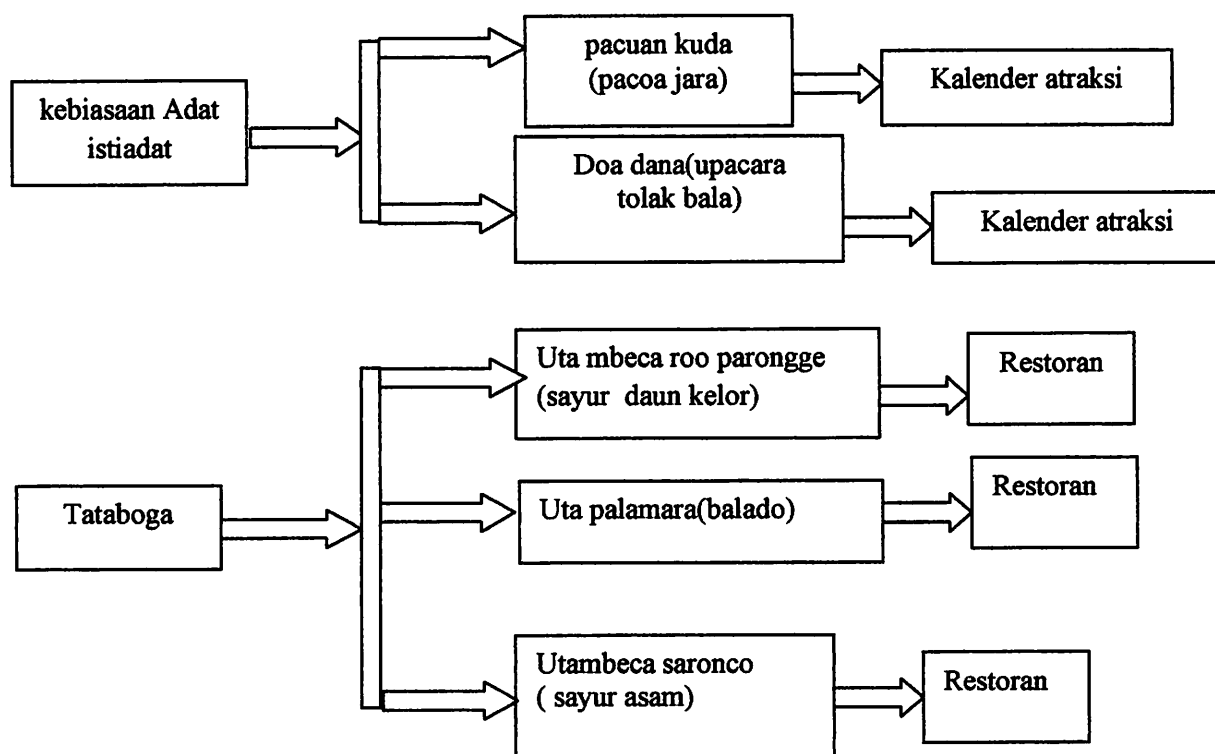 kebiasaan Adat
istiadat
pacuan kuda
(pacoa jara)
Kalender atraksi
Doa dana(upacara
tolak bala)
Kalender atraksi
Tataboga
Uta mbeca roo parongge
(sayur daun kelor)
Restoran
Uta palamara(balado)
Restoran
Utambeca saronco
( sayur asam)
Restoran